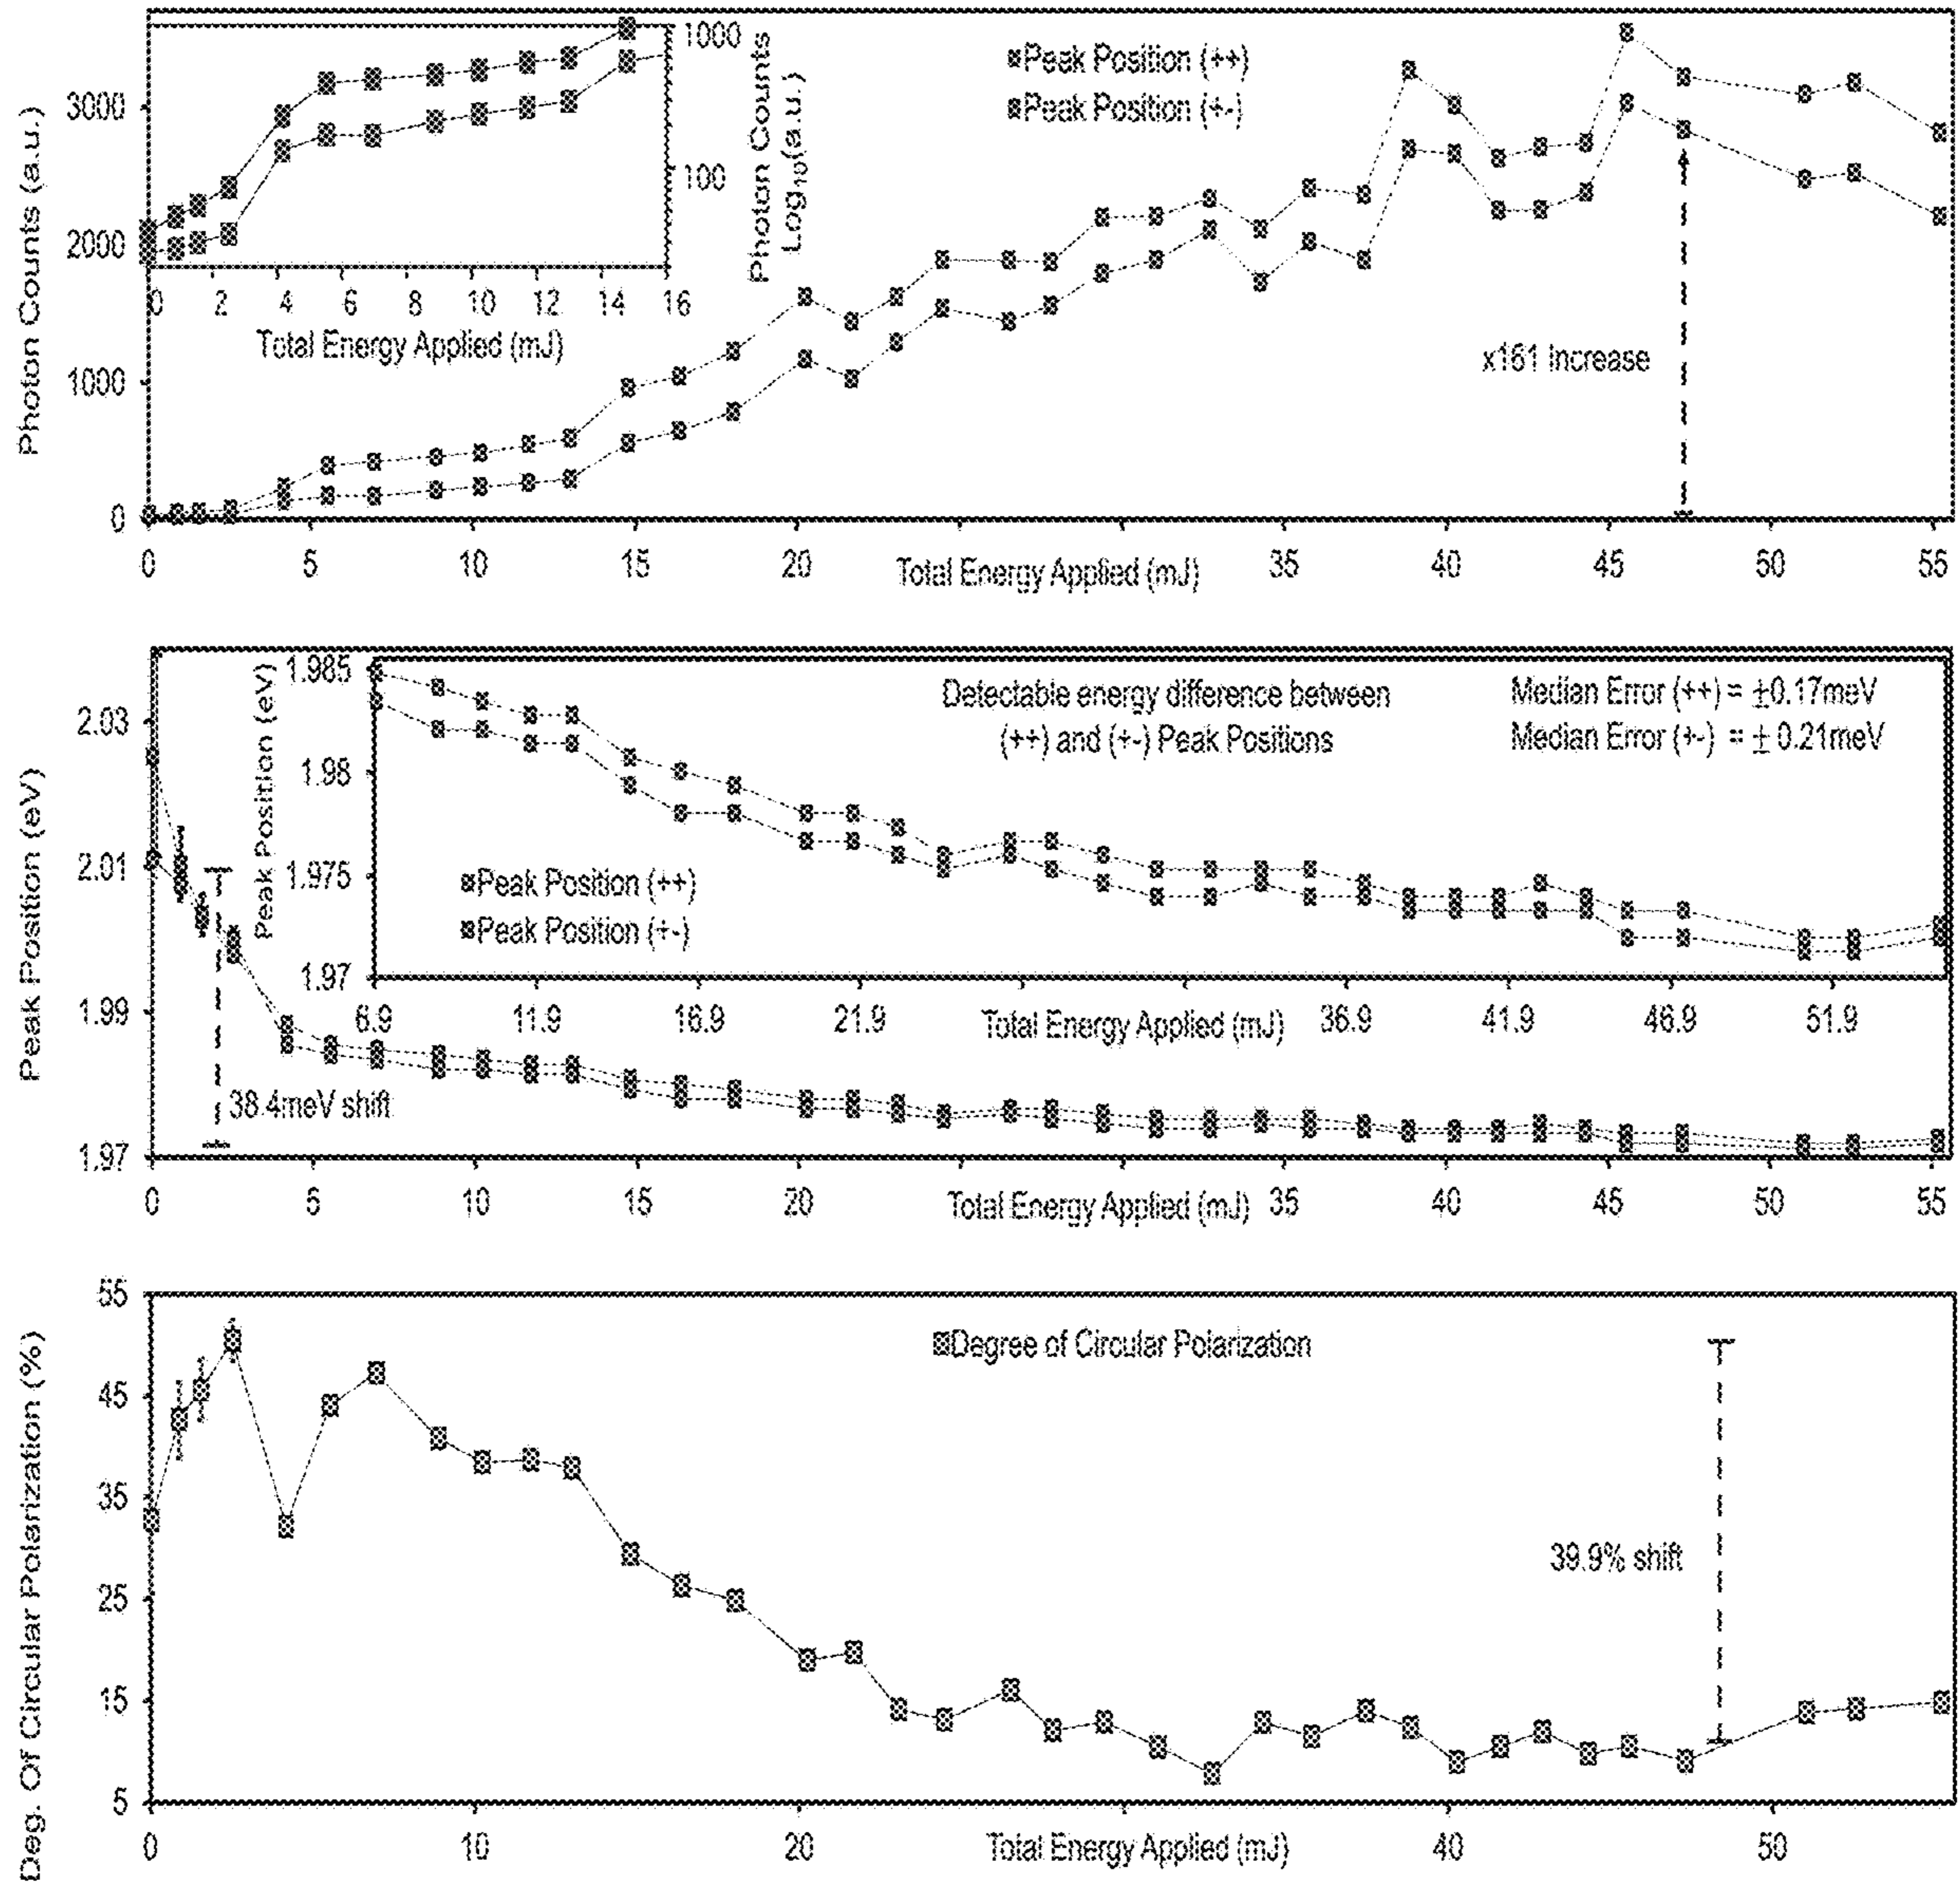 Photon Counts (a.u.)
3000
2000
1000
0
1000
100
Photon Counts
Log10(a.u.)
0 2 4 6 8 10 12 14 16
Total Energy Applied (mJ)
Peak Position (++)
Peak Position (+-)
x161 Increase
0 5 10 15 20 Total Energy Applied (mJ) 35 40 45 50 55
Peak Position (eV)
2.03
2.01
1.99
1.97
38.4meV shift
Peak Position (eV)
1.985
1.98
1.975
1.97
Detectable energy difference between
(++) and (+-) Peak Positions
Median Error (++) = ±0.17meV
Median Error (+-) = ± 0.21meV
Peak Position (++)
Peak Position (+-)
6.9 11.9 16.9 21.9 Total Energy Applied (mJ) 36.9 41.9 46.9 51.9
0 5 10 15 20 Total Energy Applied (mJ) 35 40 45 50 55
Deg. Of Circular Polarization (%)
55
45
35
25
15
5
Degree of Circular Polarization
39.9% shift
0 10 20 Total Energy Applied (mJ) 40 50